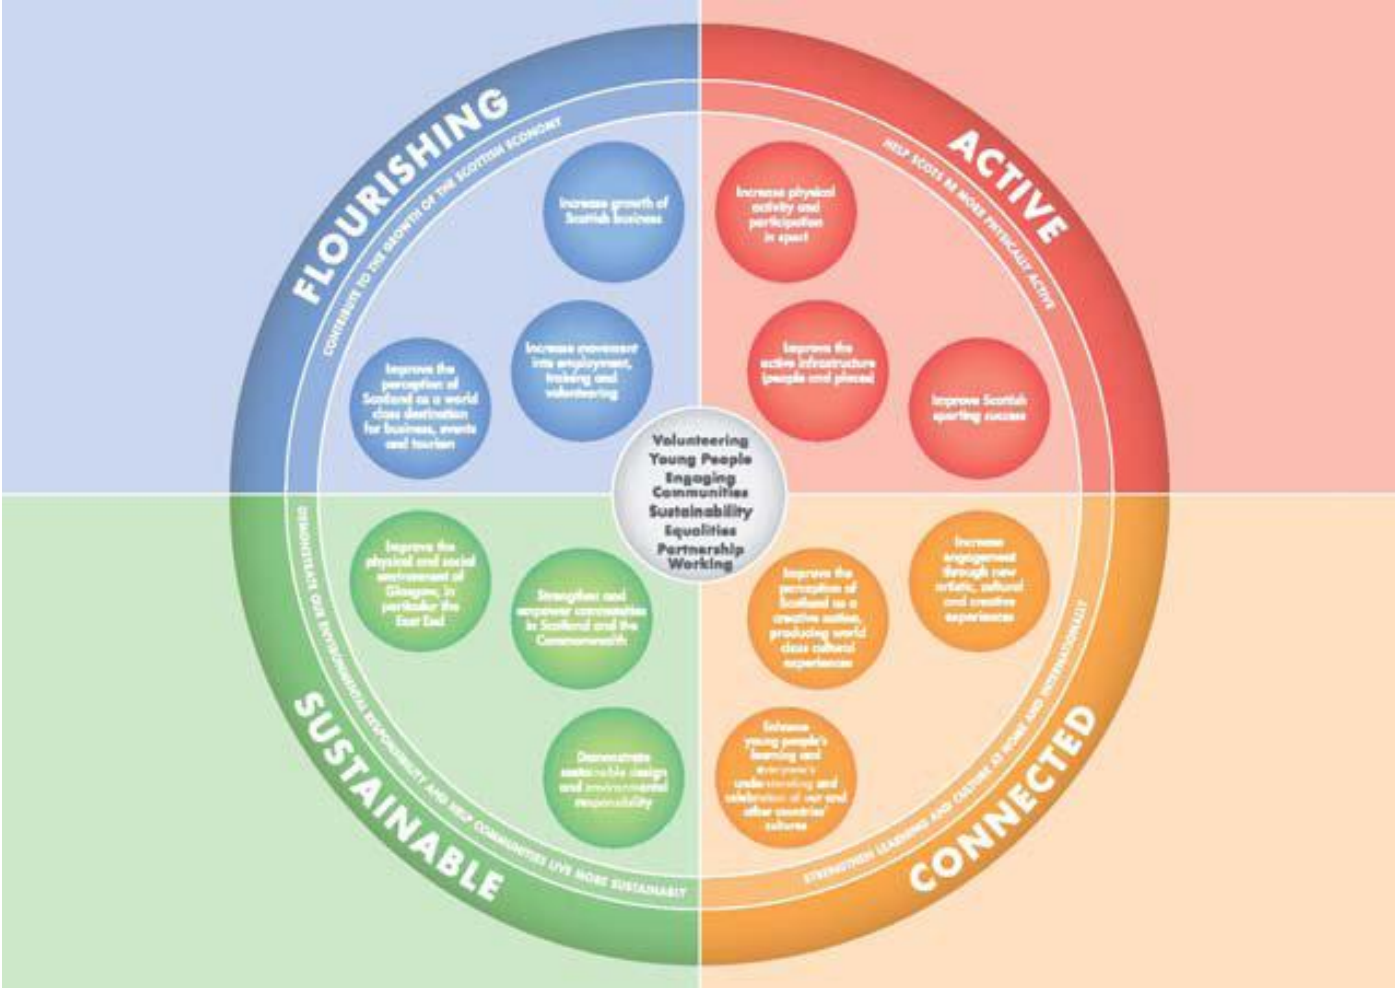 FLOURISHING
CONTRIBUTE TO THE GROWTH OF THE SCOTTISH ECONOMY
Increase growth of
Scottish business
Increase movement
into employment,
training and
volunteering
Improve the
perception of
Scotland as a world
class destination
for business, events
and tourism
ACTIVE
HELP SCOTS BE MORE PHYSICALLY ACTIVE
Increase physical
activity and
participation
in sport
Improve the
active infrastructure
(people and places)
Improve Scottish
sporting success
Volunteering
Young People
Engaging
Communities
Sustainability
Equalities
Partnership
Working
SUSTAINABLE
DEMONSTRATE OUR ENVIRONMENTAL RESPONSIBILITY AND HELP COMMUNITIES LIVE MORE SUSTAINABLY
Improve the
physical and social
environment of
Glasgow, in
particular the
East End
Strengthen and
empower communities
in Scotland and the
Commonwealth
Demonstrate
sustainable design
and environmental
responsibility
CONNECTED
STRENGTHEN LEARNING AND CULTURE AT HOME AND INTERNATIONALLY
Increase
engagement
through new
artistic, cultural
and creative
experiences
Improve the
perception of
Scotland as a
creative nation,
producing world
class cultural
experiences
Enhance
young people's
learning and
everyone's
understanding and
celebration of our and
other countries'
cultures